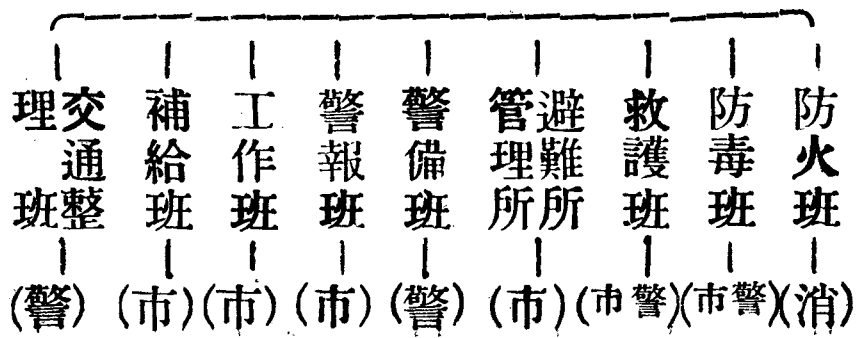 防火班
(消)
防毒班
(市警)
救護班
(市警)
避難所
管理所
(市)
警備班
(警)
警報班
(市)
工作班
(市)
補給班
(市)
交通整
理班
(警)